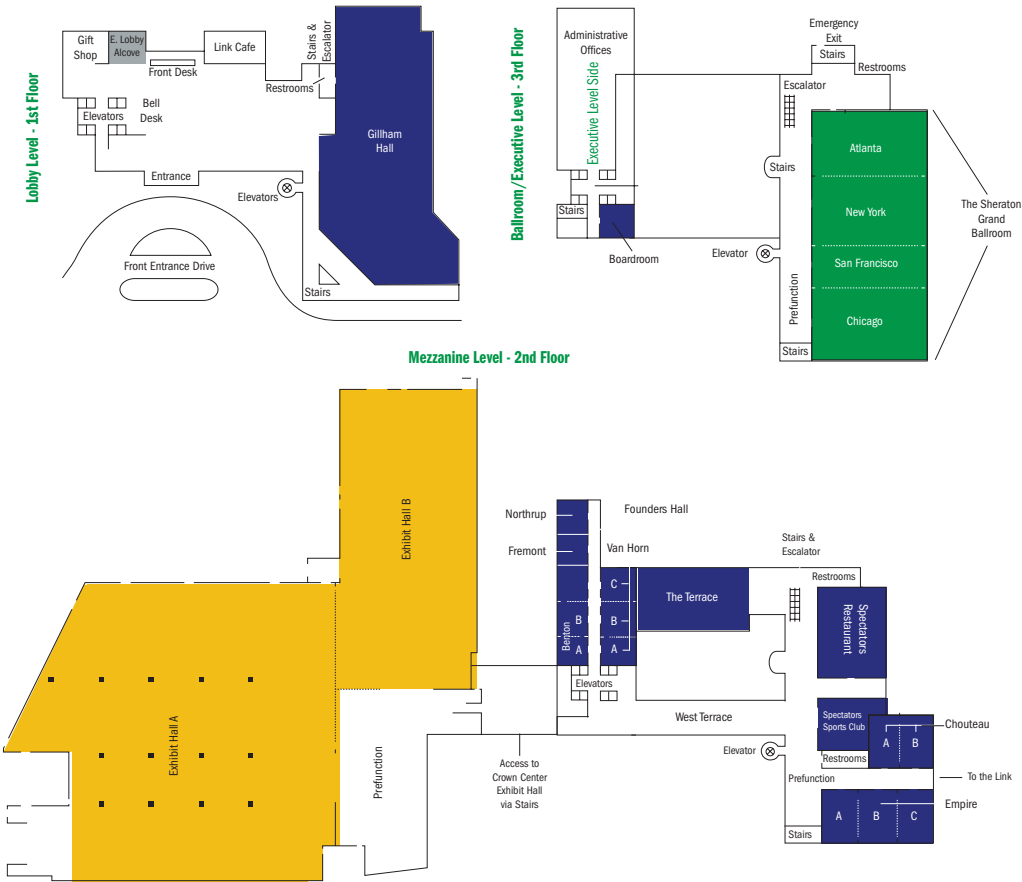 Lobby Level - 1st Floor
Gift
Shop
E. Lobby
Alcove
Front Desk
Link Cafe
Stairs &
Escalator
Restrooms
Elevators
Bell
Desk
Entrance
Elevators
Gillham
Hall
Front Entrance Drive
Stairs
Ballroom/Executive Level - 3rd Floor
Administrative
Offices
Executive Level Side
Stairs
Boardroom
Emergency
Exit
Stairs
Restrooms
Escalator
Stairs
Elevator
Prefunction
Stairs
Atlanta
New York
San Francisco
Chicago
The Sheraton
Grand
Ballroom
Mezzanine Level - 2nd Floor
Exhibit Hall B
Exhibit Hall A
Prefunction
Access to
Crown Center
Exhibit Hall
via Stairs
Northrup
Fremont
Founders Hall
Van Horn
C
B
A
Benton
B
A
Elevators
The Terrace
West Terrace
Stairs &
Escalator
Restrooms
Spectators
Restaurant
Spectators
Sports Club
Restrooms
Chouteau
A
B
Elevator
Prefunction
To the Link
Empire
A
B
C
Stairs